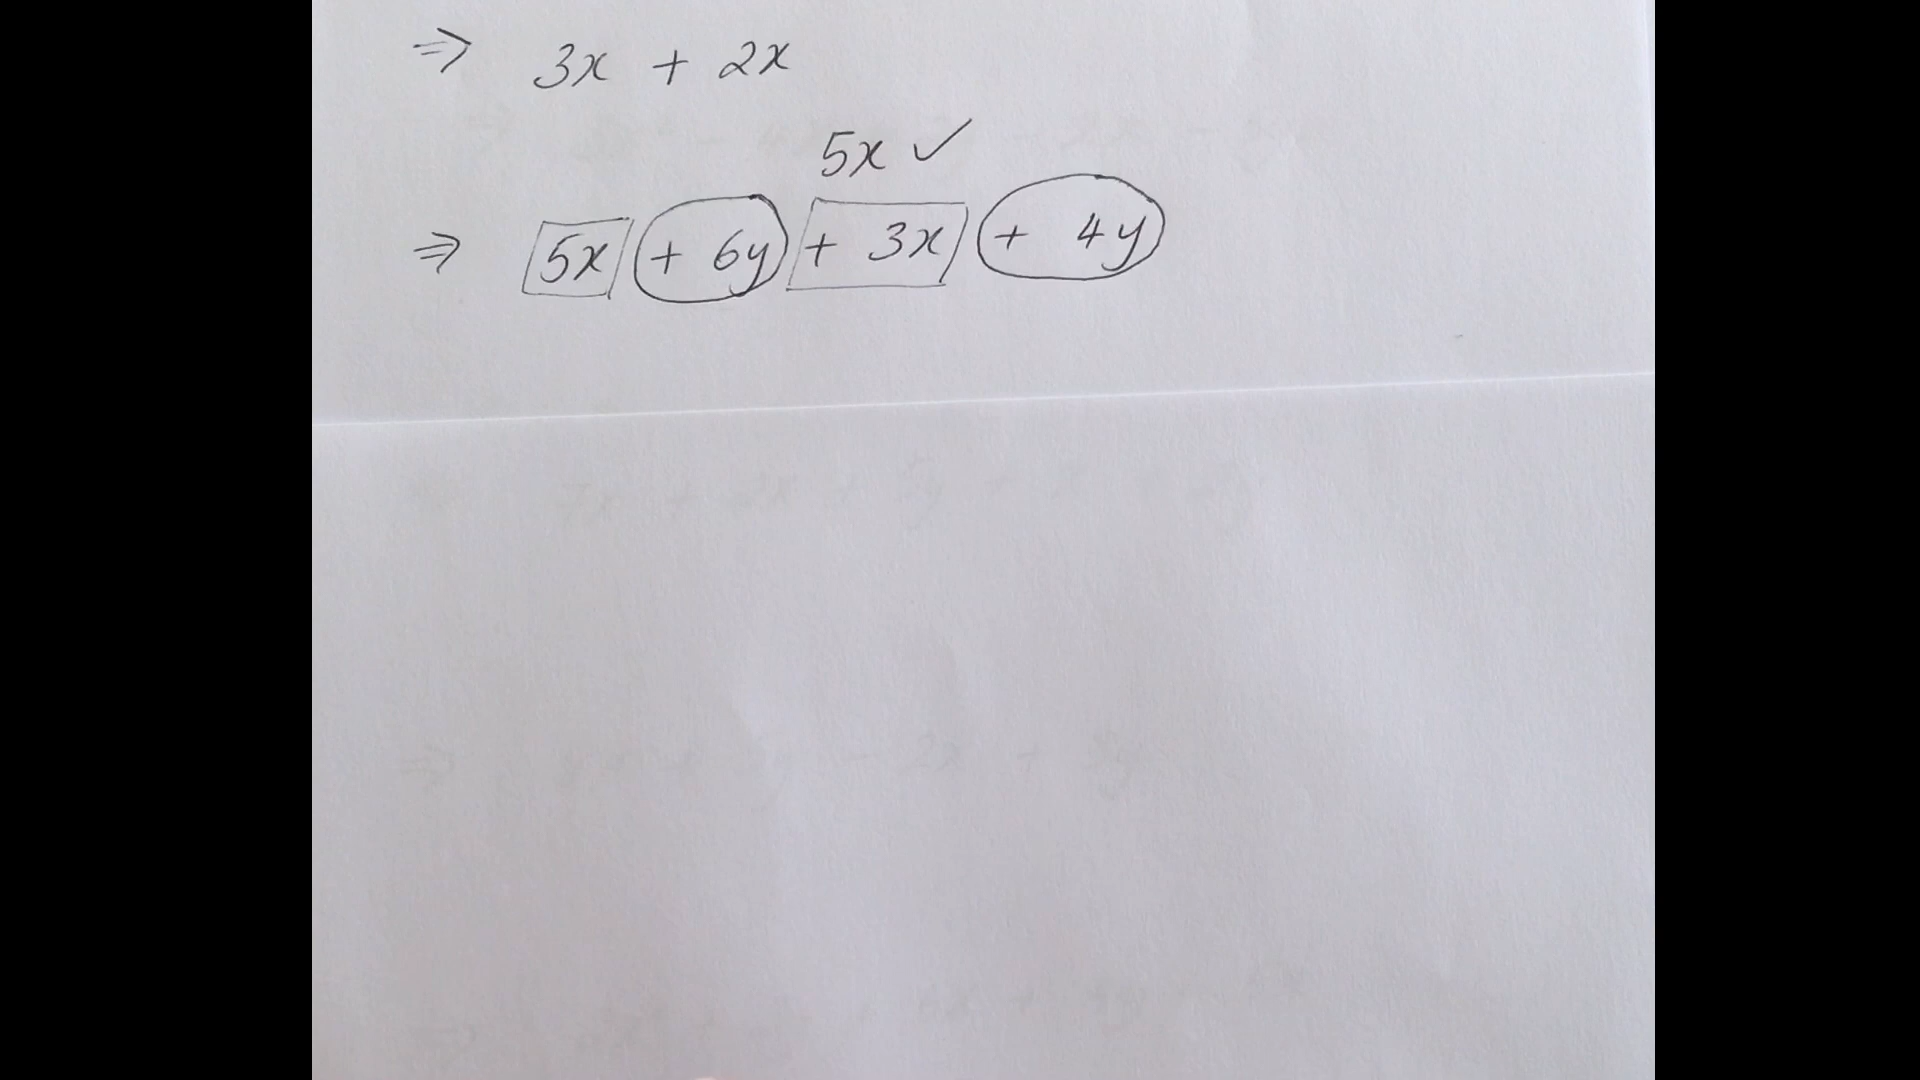 ⇒ 3x + 2x
5x ✓
⇒ 5x + 6y + 3x + 4y